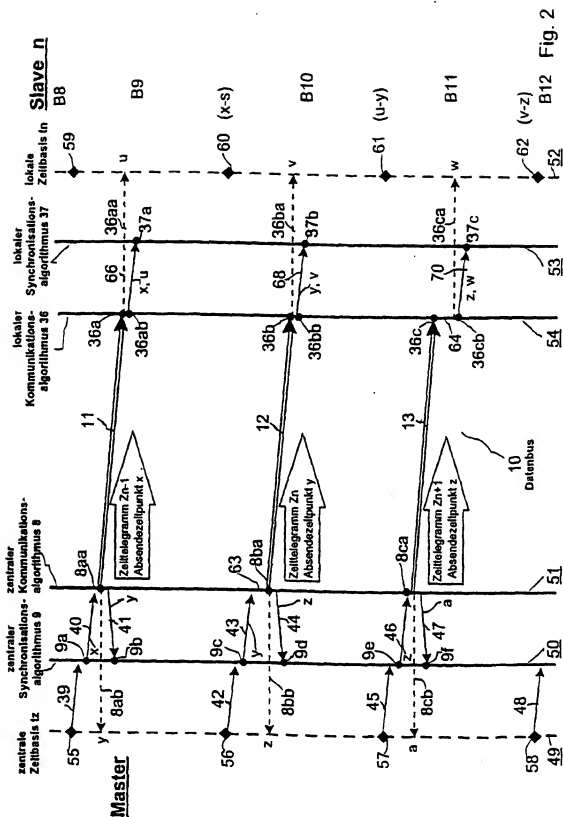 Master
zentrale
Zeitbasis tz
zentraler
Synchronisations-
algorithmus 9
zentraler
Kommunikations-
algorithmus 8
lokaler
Kommunikations-
algorithmus 36
lokaler
Synchronisations-
algorithmus 37
lokale
Zeitbasis tn
Slave n
55
39
9a
40
x
8aa
y
41
9b
8ab
y
11
Zeittelegramm Zn-1
Absendezeitpunkt x
36a
36ab
66
x, u
36aa
37a
u
59
B8
B9
56
42
9c
43
y
63
8ba
z
44
9d
8bb
z
12
Zeittelegramm Zn
Absendezeitpunkt y
36b
36bb
68
y, v
36ba
37b
v
60
(x-s)
B10
57
45
9e
46
z
8ca
a
47
9f
8cb
a
13
Zeittelegramm Zn+1
Absendezeitpunkt z
36c
64
36cb
70
z, w
36ca
37c
w
61
(u-y)
B11
58
48
49
50
51
10
Datenbus
54
53
52
62
(v-z)
B12
Fig. 2